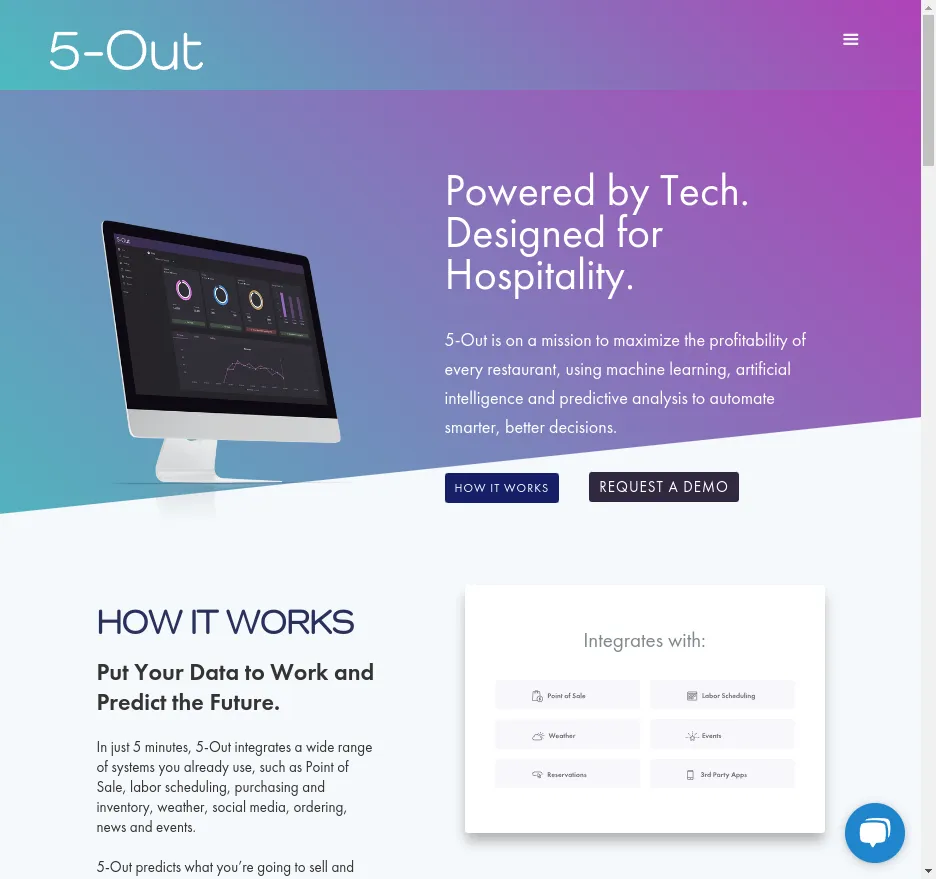 5-Out
Powered by Tech.
Designed for
Hospitality.
5-Out is on a mission to maximize the profitability of
every restaurant, using machine learning, artificial
intelligence and predictive analysis to automate
smarter, better decisions.
HOW IT WORKS
REQUEST A DEMO
HOW IT WORKS
Put Your Data to Work and
Predict the Future.
In just 5 minutes, 5-Out integrates a wide range
of systems you already use, such as Point of
Sale, labor scheduling, purchasing and
inventory, weather, social media, ordering,
news and events.
5-Out predicts what you’re going to sell and
Integrates with:
Point of Sale
Labor Scheduling
Weather
Events
Reservations
3rd Party Apps